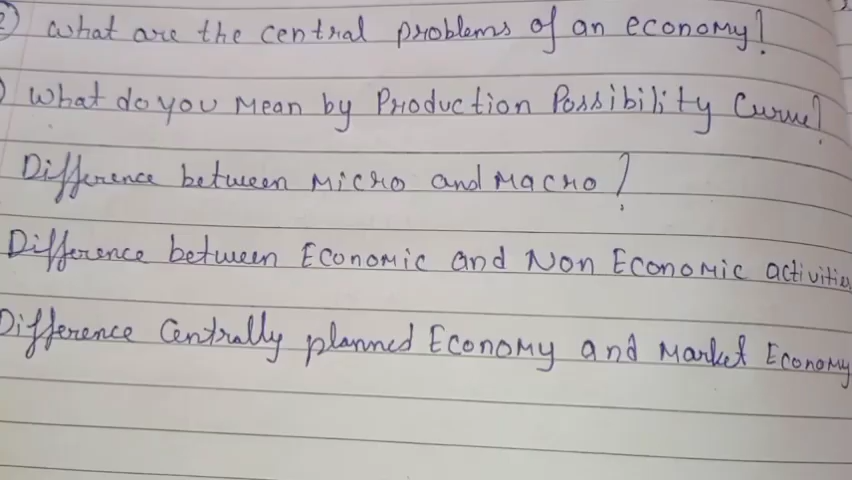 2) What are the central problems of an economy?
) What do you Mean by Production Possibility Curve?
Difference between Micro and Macro?
Difference between Economic and Non Economic activities
Difference Centrally planned Economy and Market Economy